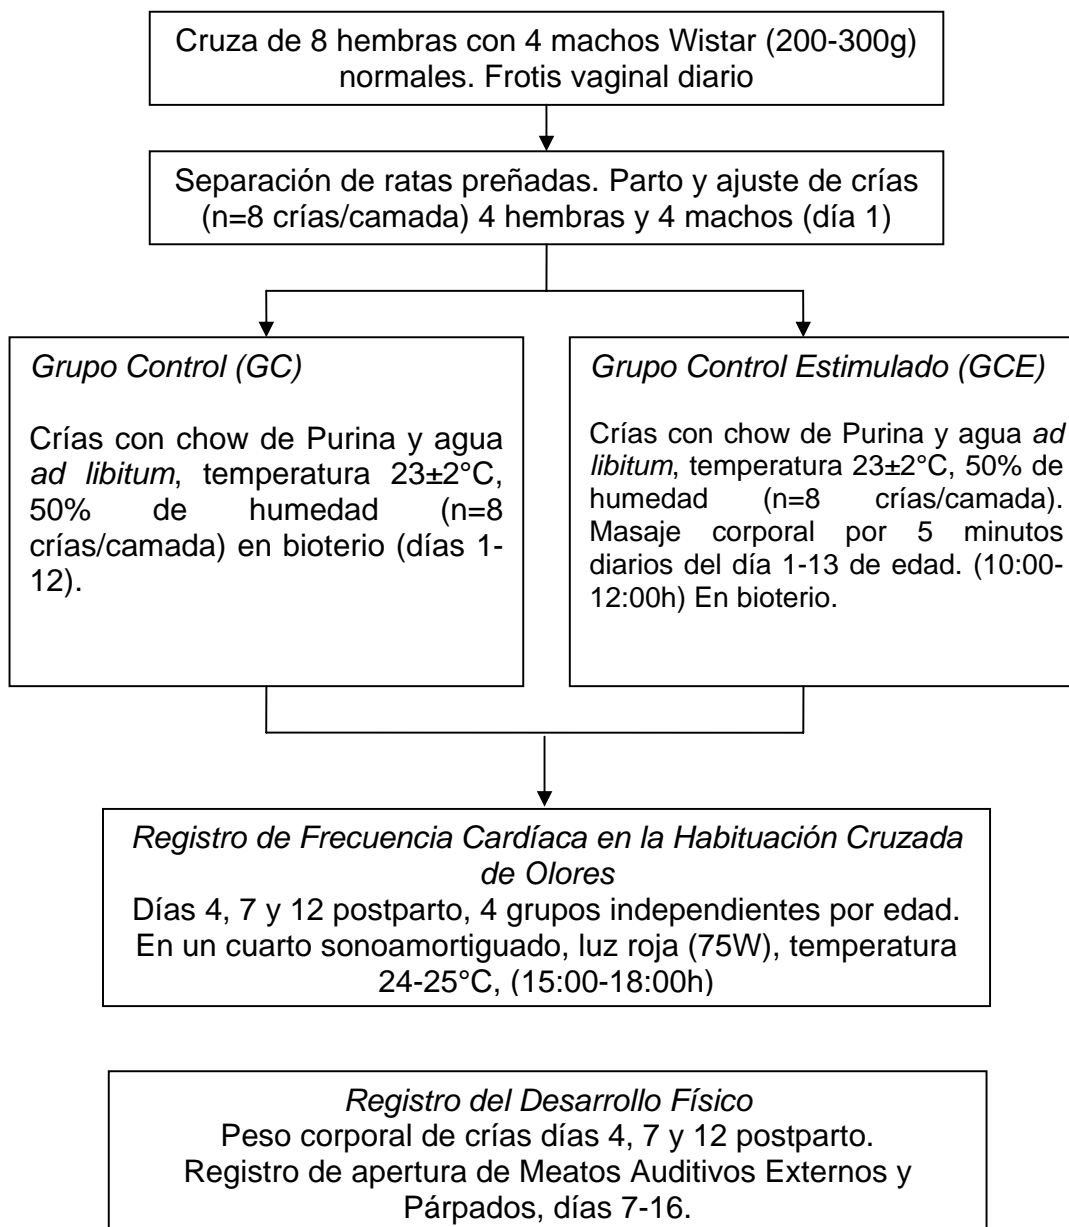 Cruza de 8 hembras con 4 machos Wistar (200-300g)
normales. Frotis vaginal diario
Separación de ratas preñadas. Parto y ajuste de crías
(n=8 crías/camada) 4 hembras y 4 machos (día 1)
Grupo Control (GC)
Crías con chow de Purina y agua
ad libitum, temperatura 23±2°C,
50% de humedad (n=8
crías/camada) en bioterio (días 1-
12).
Grupo Control Estimulado (GCE)
Crías con chow de Purina y agua ad
libitum, temperatura 23±2°C, 50% de
humedad (n=8 crías/camada).
Masaje corporal por 5 minutos
diarios del día 1-13 de edad. (10:00-
12:00h) En bioterio.
Registro de Frecuencia Cardíaca en la Habituación Cruzada
de Olores
Días 4, 7 y 12 postparto, 4 grupos independientes por edad.
En un cuarto sonoamortiguado, luz roja (75W), temperatura
24-25°C, (15:00-18:00h)
Registro del Desarrollo Físico
Peso corporal de crías días 4, 7 y 12 postparto.
Registro de apertura de Meatos Auditivos Externos y
Párpados, días 7-16.